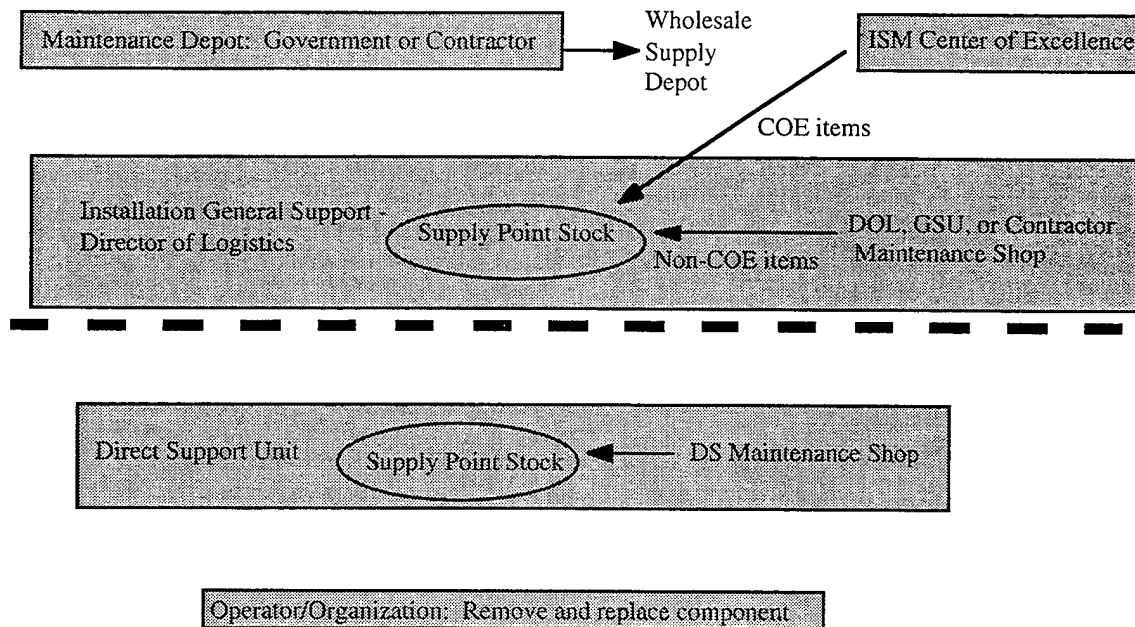 Maintenance Depot: Government or Contractor
Wholesale
Supply
Depot
ISM Center of Excellence
COE items
Installation General Support -
Director of Logistics
Supply Point Stock
Non-COE items
DOL, GSU, or Contractor
Maintenance Shop
Direct Support Unit
Supply Point Stock
DS Maintenance Shop
Operator/Organization: Remove and replace component